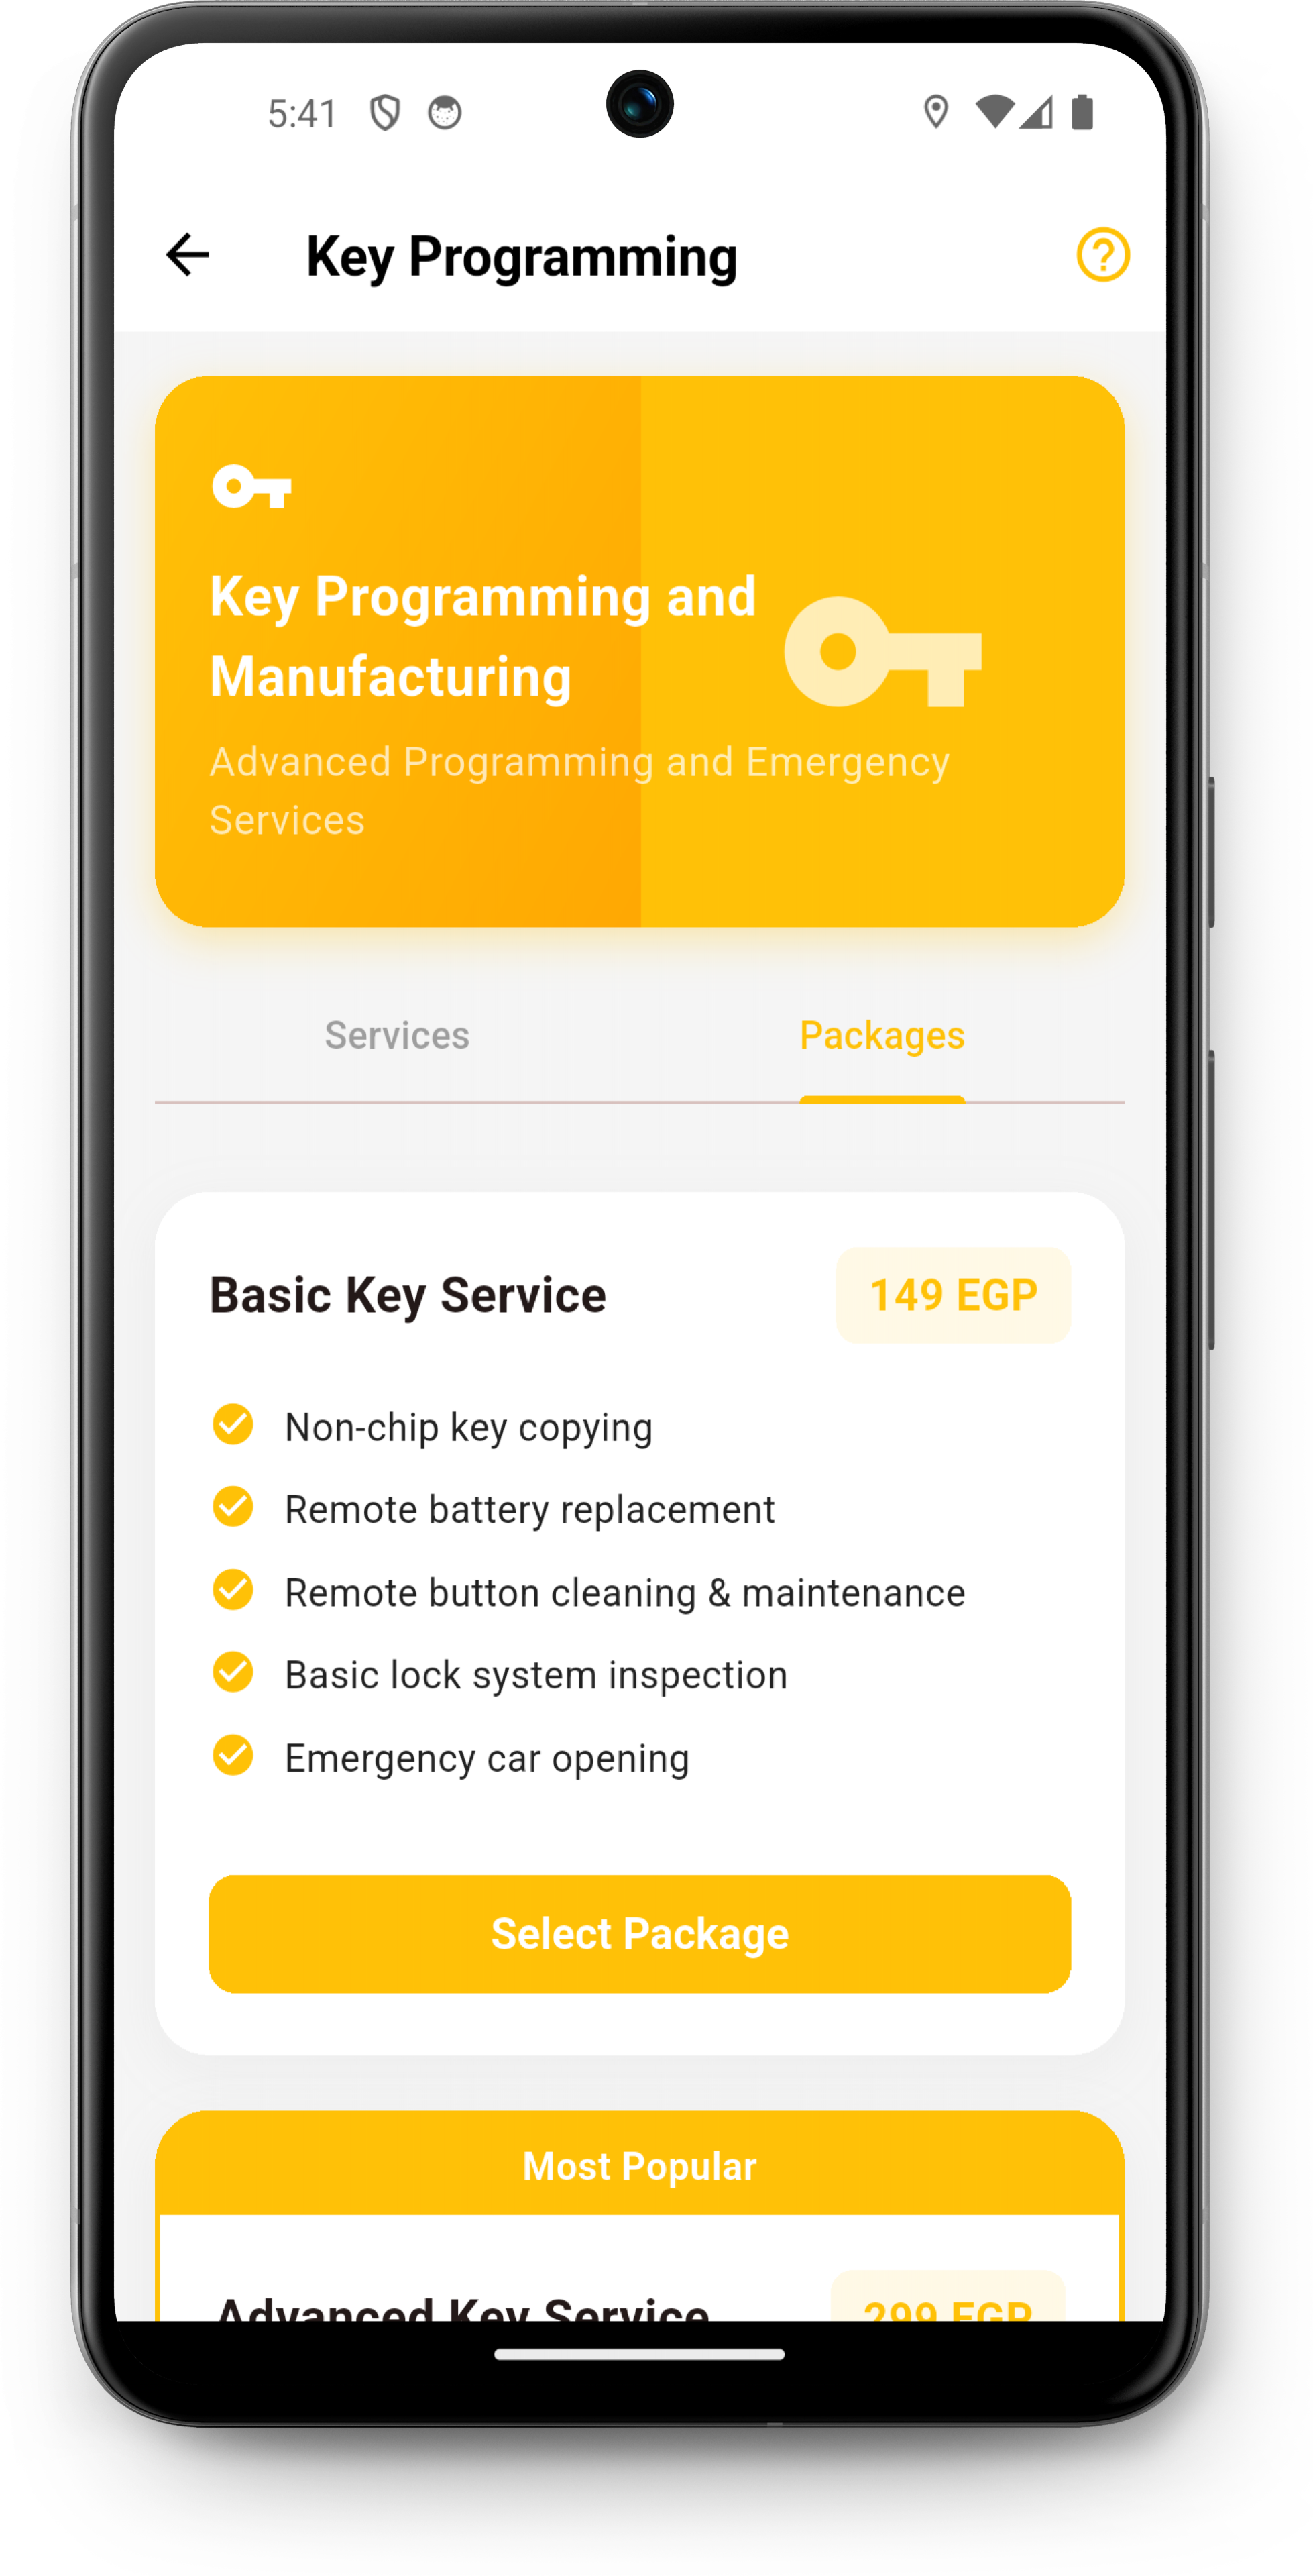 5:41
Key Programming
Key Programming and
Manufacturing
Advanced Programming and Emergency
Services
Services
Packages
Basic Key Service
149 EGP
Non-chip key copying
Remote battery replacement
Remote button cleaning & maintenance
Basic lock system inspection
Emergency car opening
Select Package
Most Popular
Advanced Key Service
299 EGP